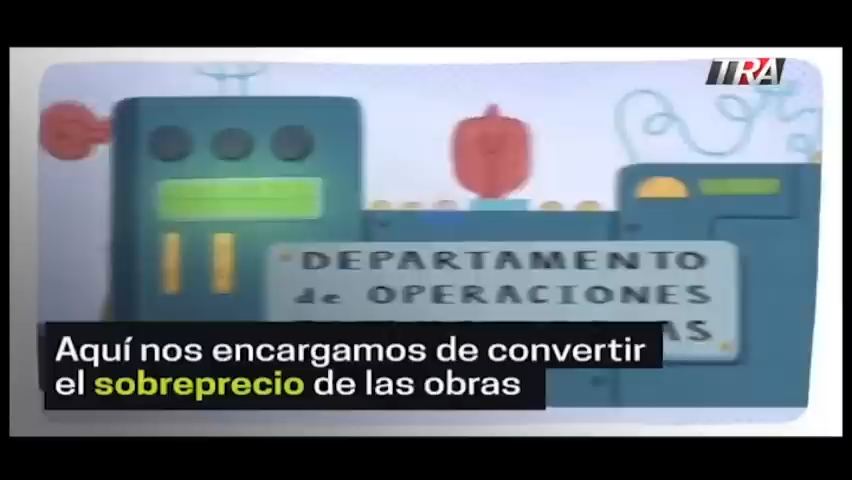 TRA
DEPARTAMENTO
de OPERACIONES
Aquí nos encargamos de convertir
el sobreprecio de las obras